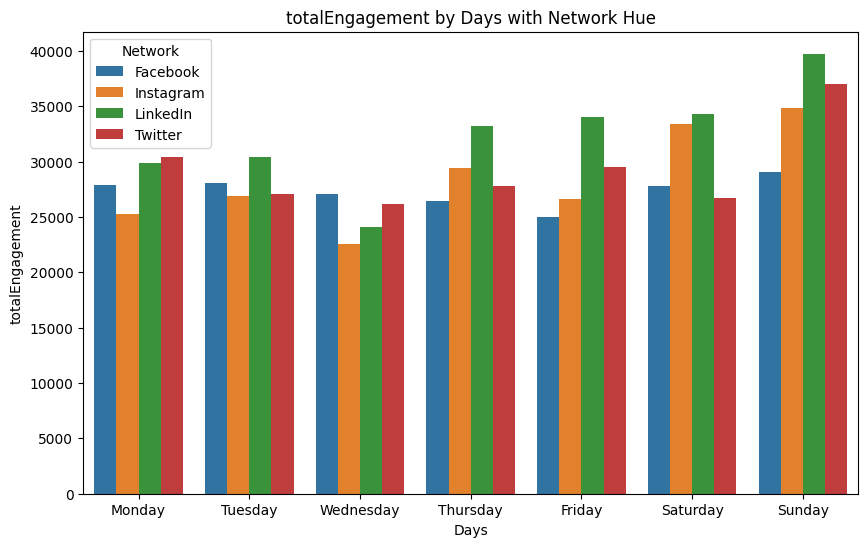 totalEngagement by Days with Network Hue
Network
Facebook
Instagram
LinkedIn
Twitter
totalEngagement
40000
35000
30000
25000
20000
15000
10000
5000
0
Monday Tuesday Wednesday Thursday Friday Saturday Sunday
Days